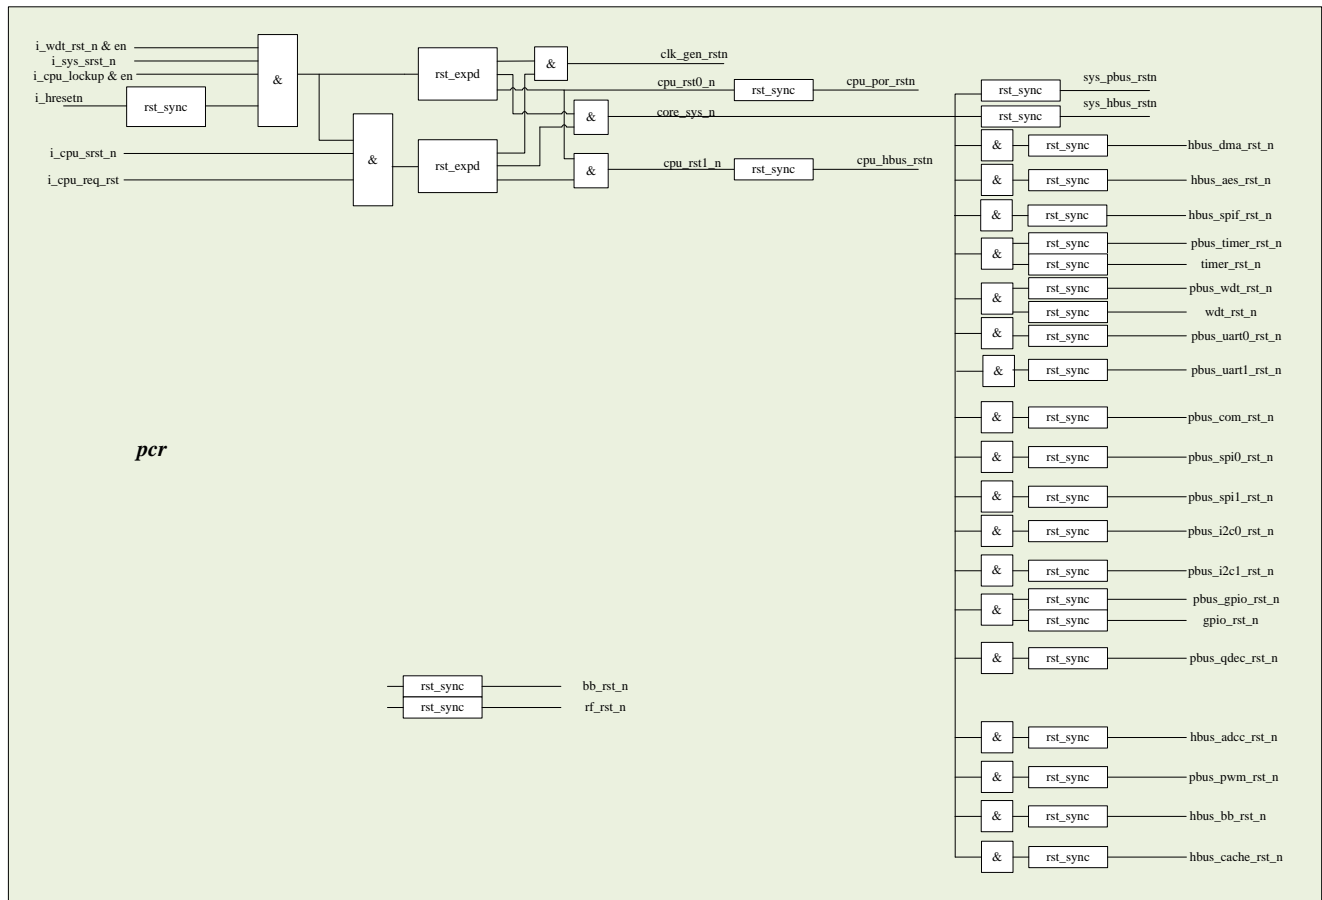 i_wdt_rst_n & en
i_sys_srst_n
i_cpu_lockup & en
i_hresetn
rst_sync
&
i_cpu_srst_n
i_cpu_req_rst
&
rst_expd
rst_expd
&
clk_gen_rstn
cpu_rst0_n
rst_sync
cpu_por_rstn
&
core_sys_n
&
cpu_rst1_n
rst_sync
cpu_hbus_rstn
rst_sync
sys_pbus_rstn
rst_sync
sys_hbus_rstn
& rst_sync hbus_dma_rst_n
& rst_sync hbus_aes_rst_n
& rst_sync hbus_spif_rst_n
& rst_sync pbus_timer_rst_n
rst_sync timer_rst_n
& rst_sync pbus_wdt_rst_n
rst_sync wdt_rst_n
& rst_sync pbus_uart0_rst_n
& rst_sync pbus_uart1_rst_n
& rst_sync pbus_com_rst_n
& rst_sync pbus_spi0_rst_n
& rst_sync pbus_spi1_rst_n
& rst_sync pbus_i2c0_rst_n
& rst_sync pbus_i2c1_rst_n
& rst_sync pbus_gpio_rst_n
rst_sync gpio_rst_n
& rst_sync pbus_qdec_rst_n
& rst_sync hbus_adcc_rst_n
& rst_sync pbus_pwm_rst_n
& rst_sync hbus_bb_rst_n
& rst_sync hbus_cache_rst_n
pcr
rst_sync bb_rst_n
rst_sync rf_rst_n